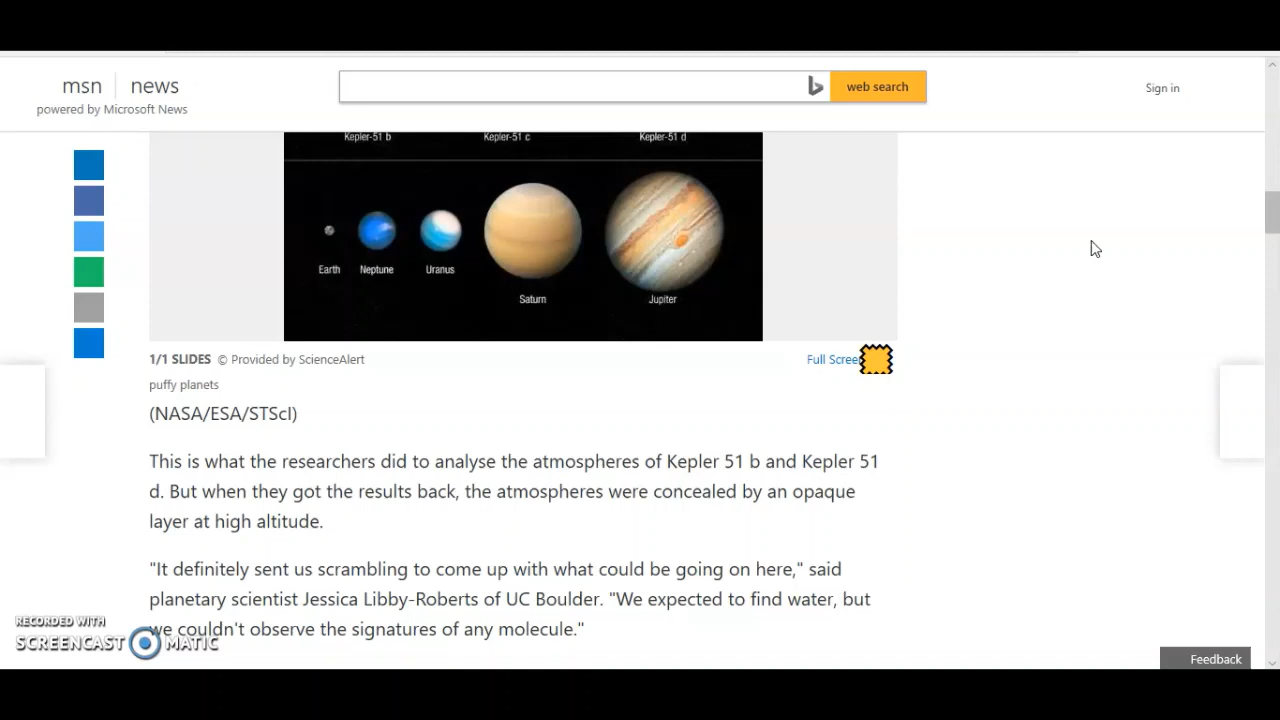 msn news
powered by Microsoft News
web search
Sign in
Kepler-51 b Kepler-51 c Kepler-51 d
Earth Neptune Uranus
Saturn Jupiter
1/1 SLIDES © Provided by ScienceAlert
Full Scree
puffy planets
(NASA/ESA/STScl)
This is what the researchers did to analyse the atmospheres of Kepler 51 b and Kepler 51
d. But when they got the results back, the atmospheres were concealed by an opaque
layer at high altitude.
"It definitely sent us scrambling to come up with what could be going on here," said
planetary scientist Jessica Libby-Roberts of UC Boulder. "We expected to find water, but
we couldn't observe the signatures of any molecule."
RECORDED WITH
SCREENCAST MATIC
Feedback